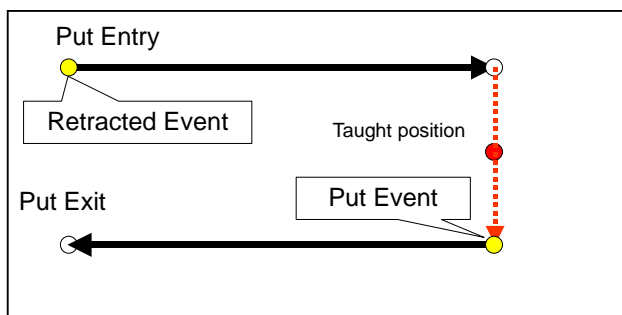 Put Entry
Retracted Event
Taught position
Put Event
Put Exit